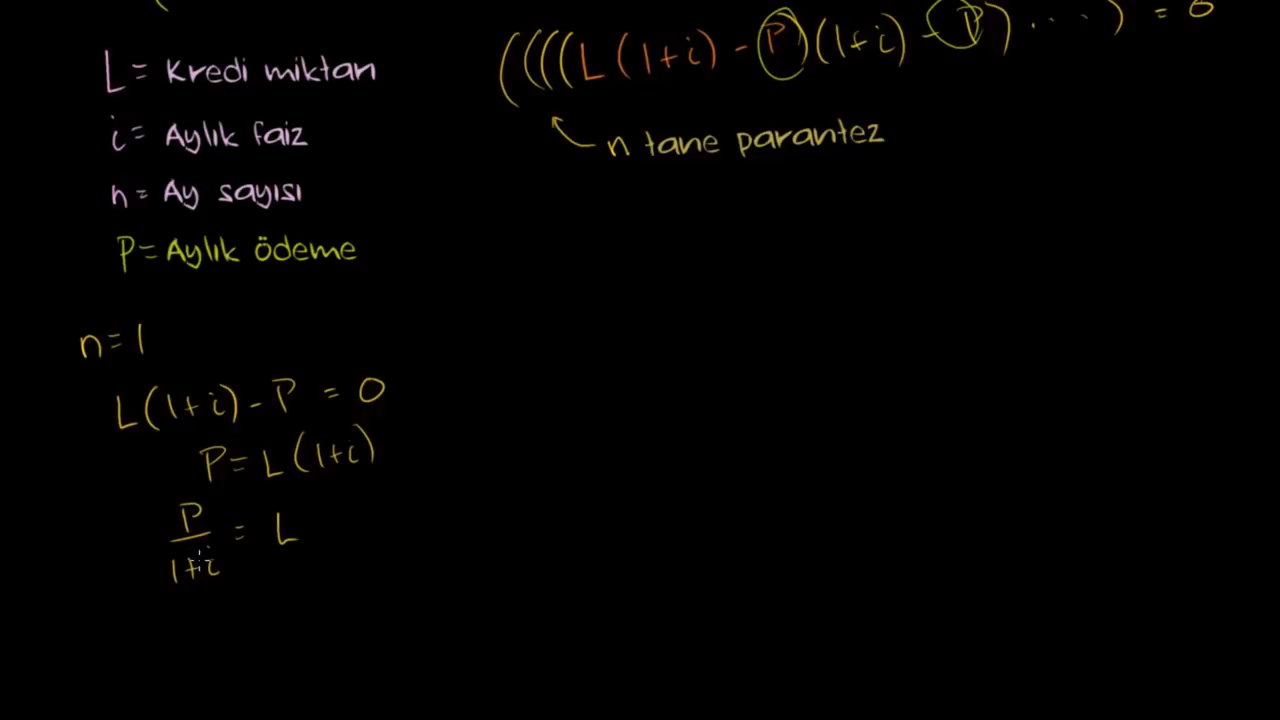 ((((L(1+i) - P)(1+i) - P) ....) = 0
n tane parantez
L = Kredi miktarı
i = Aylık faiz
n = Ay sayısı
P = Aylık ödeme
n = 1
L(1+i) - P = 0
P = L(1+i)
P/1+i = L